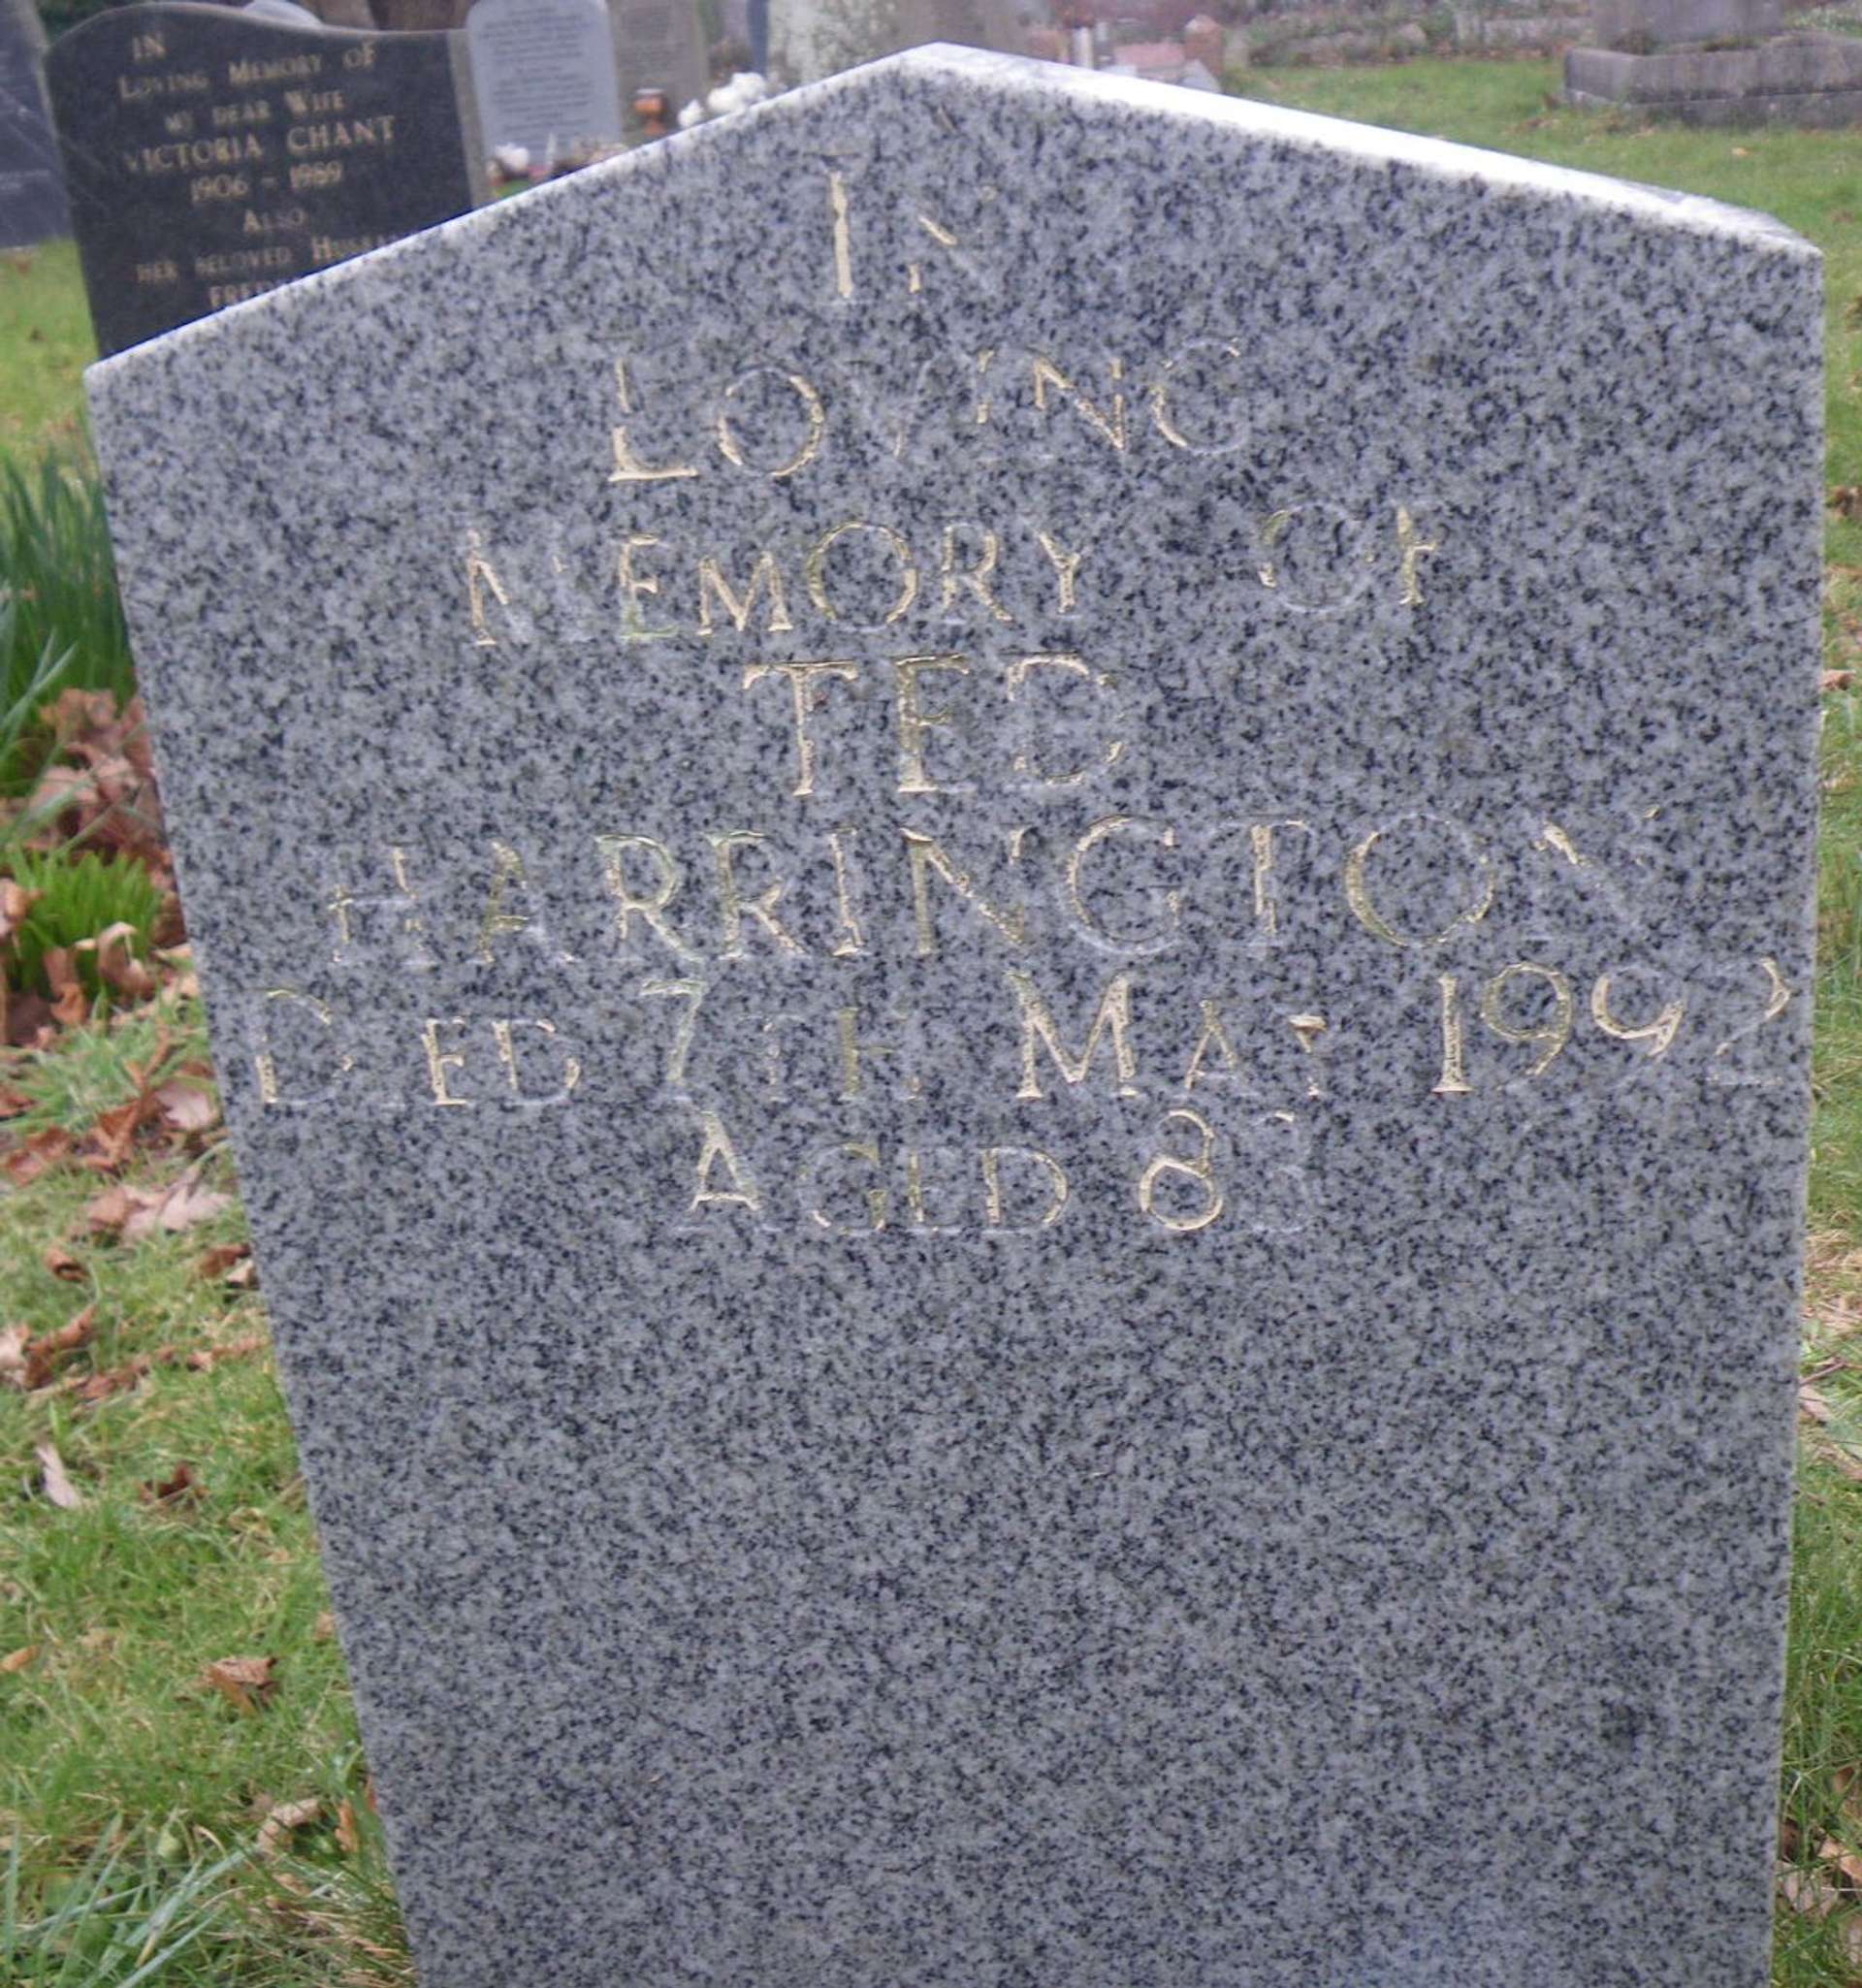 IN
LOVING MEMORY OF
MY DEAR WIFE
VICTORIA CHANT
1906 - 1989
ALSO
HER BELOVED
IN
LOVING
MEMORY OF
TED
HARRINGTON
DIED 7TH MAY 1992
AGED